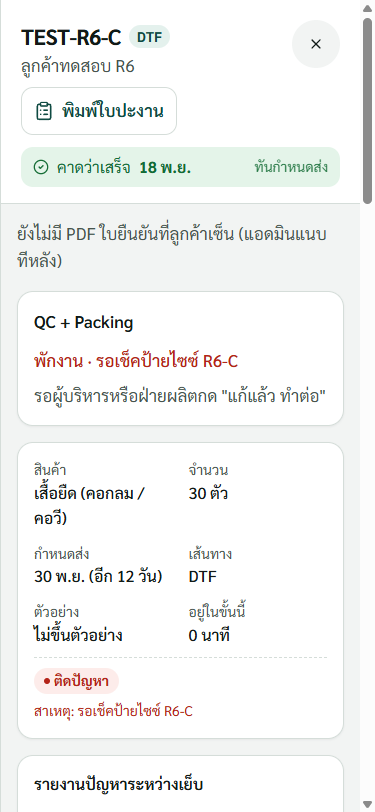 TEST-R6-C DTF
ลูกค้าทดสอบ R6
พิมพ์ใบปะงาน
คาดว่าเสร็จ 18 พ.ย. ทันกำหนดส่ง
ยังไม่มี PDF ใบยืนยันที่ลูกค้าเซ็น (แอดมินแนบ
ทีหลัง)
QC + Packing
พักงาน · รอเช็คป้ายไซซ์ R6-C
รอผู้บริหารหรือฝ่ายผลิตกด "แก้แล้ว ทำต่อ"
สินค้า จำนวน
เสื้อยืด (คอกลม / 30 ตัว
คอวี)
กำหนดส่ง เส้นทาง
30 พ.ย. (อีก 12 วัน) DTF
ตัวอย่าง อยู่ในขั้นนี้
ไม่ขึ้นตัวอย่าง 0 นาที
ติดปัญหา
สาเหตุ: รอเช็คป้ายไซซ์ R6-C
รายงานปัญหาระหว่างเย็บ